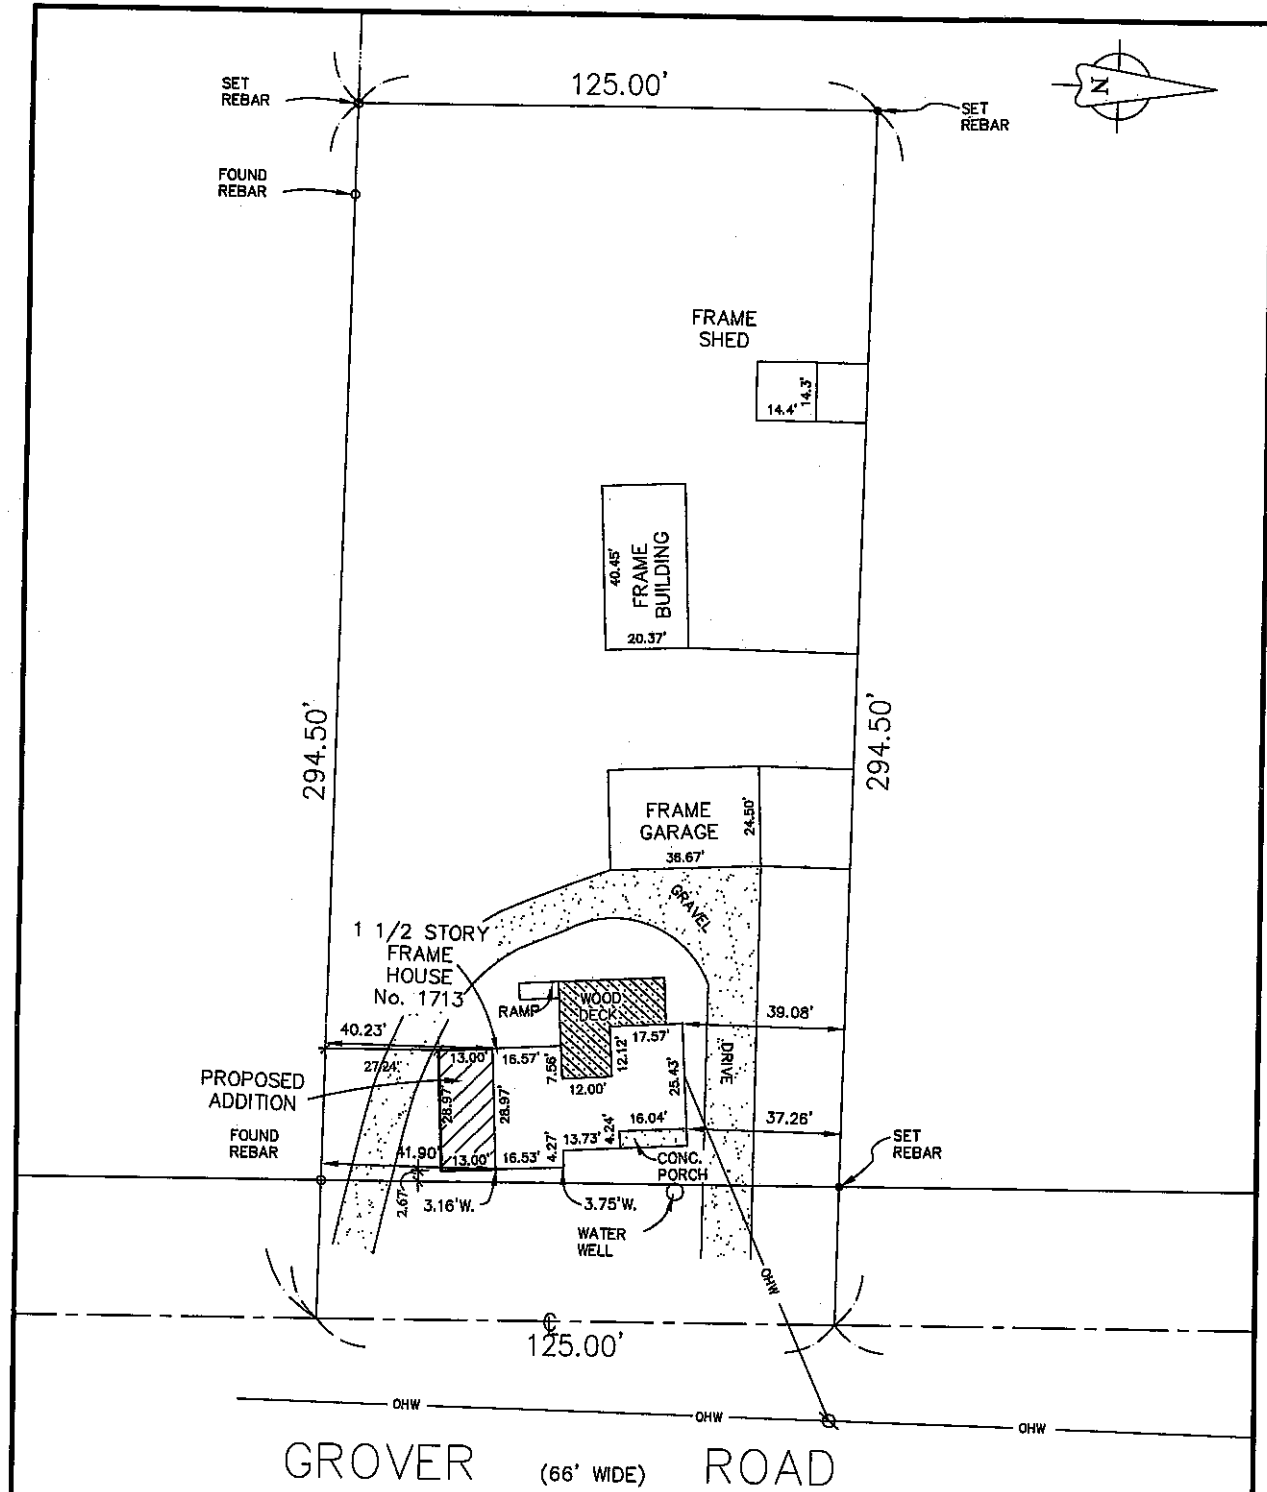 125.00'
SET
REBAR
SET
REBAR
N
FOUND
REBAR
FRAME
SHED
14.3'
14.4'
40.45'
FRAME
BUILDING
20.37'
294.50'
294.50'
FRAME
GARAGE
24.50'
36.67'
GRAVEL
1 1/2 STORY
FRAME
HOUSE
No. 1713
RAMP
WOOD
DECK
39.08'
40.23'
17.57'
27.24'
13.00'
16.57'
7.56'
12.12'
DRIVE
12.00'
25.43'
PROPOSED
ADDITION
28.97'
28.97'
16.04'
37.26'
FOUND
REBAR
4.24'
SET
REBAR
13.73'
4.27'
41.90'
13.00'
16.53'
CONC.
PORCH
2.67'
3.16'W.
3.75'W.
WATER
WELL
OHW
125.00'
OHW
OHW
OHW
GROVER (66' WIDE) ROAD